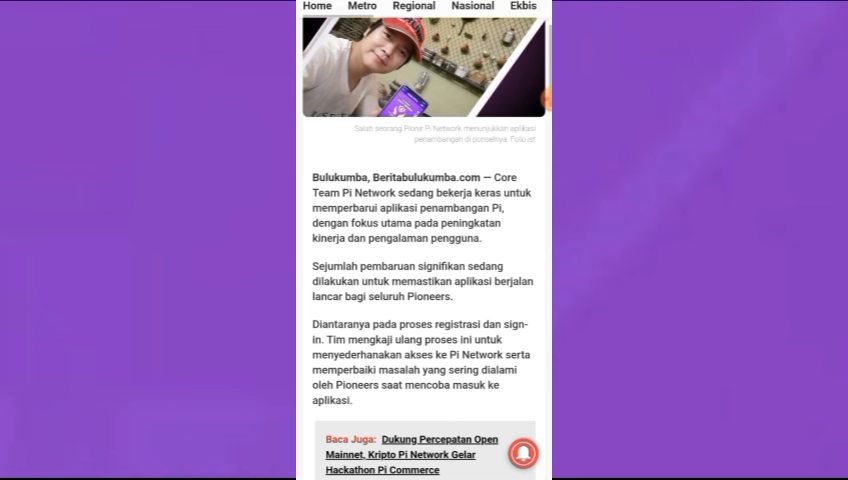 Home Metro Regional Nasional Ekbis
Salah seorang Pionir Pi Network menunjukkan aplikasi
penambangan di ponselnya. Foto ist.
Bulukumba, Beritabulukumba.com — Core
Team Pi Network sedang bekerja keras untuk
memperbarui aplikasi penambangan Pi,
dengan fokus utama pada peningkatan
kinerja dan pengalaman pengguna.
Sejumlah pembaruan signifikan sedang
dilakukan untuk memastikan aplikasi berjalan
lancar bagi seluruh Pioneers.
Diantaranya pada proses registrasi dan sign-
in. Tim mengkaji ulang proses ini untuk
menyederhanakan akses ke Pi Network serta
memperbaiki masalah yang sering dialami
oleh Pioneers saat mencoba masuk ke
aplikasi.
Baca Juga: Dukung Percepatan Open
Mainnet, Kripto Pi Network Gelar
Hackathon Pi Commerce